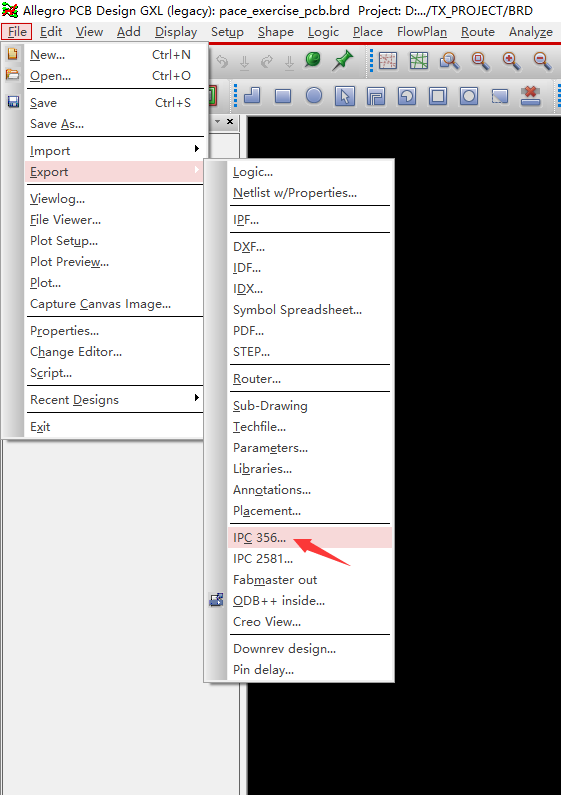 Allegro PCB Design GXL (legacy): pace_exercise_pcb.brd Project: D:.../TX_PROJECT/BRD
File Edit View Add Display Setup Shape Logic Place FlowPlan Route Analyze
New... Ctrl+N
Open... Ctrl+O
Save Ctrl+S
Save As...
Import
Export
Viewlog...
File Viewer...
Plot Setup...
Plot Preview...
Plot...
Capture Canvas Image...
Properties...
Change Editor...
Script...
Recent Designs
Exit
Logic...
Netlist w/Properties...
IPF...
DXF...
IDF...
IDX...
Symbol Spreadsheet...
PDF...
STEP...
Router...
Sub-Drawing
Techfile...
Parameters...
Libraries...
Annotations...
Placement...
IPC 356...
IPC 2581...
Fabmaster out
ODB++ inside...
Creo View...
Downrev design...
Pin delay...